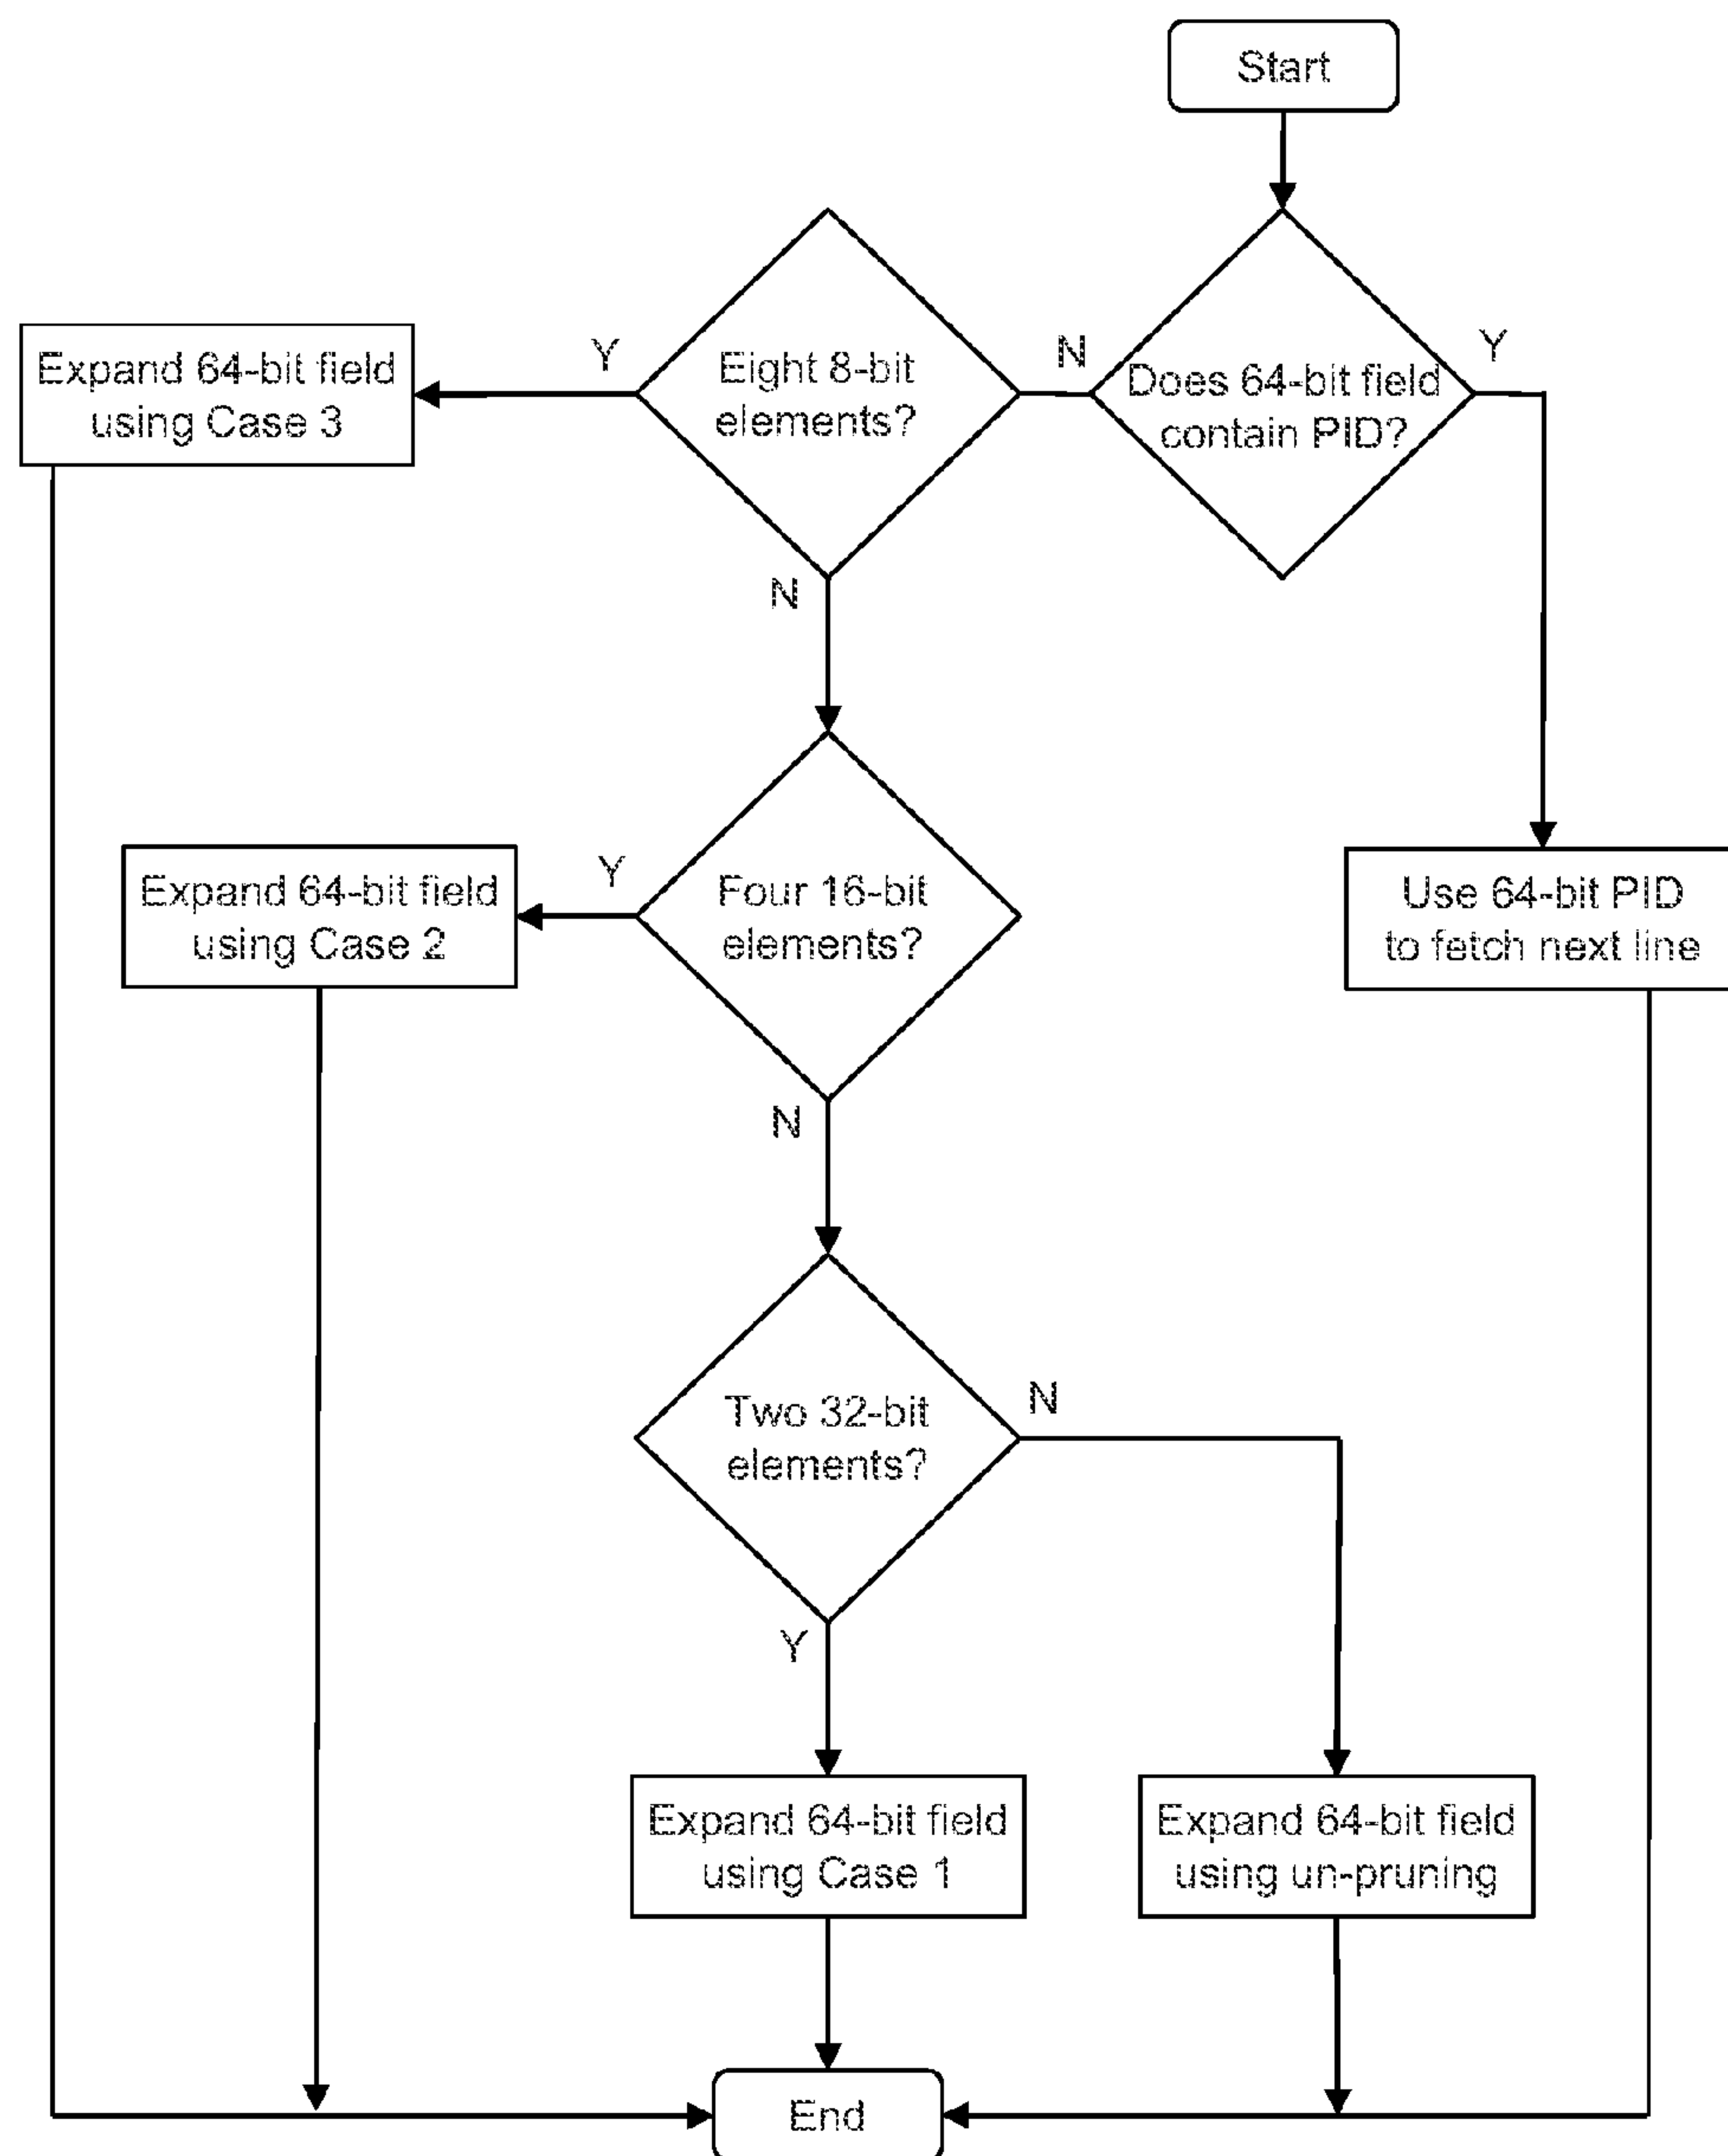 Start
Does 64-bit field
contain PID?
Y
N
Eight 8-bit
elements?
Y
Expand 64-bit field
using Case 3
N
Four 16-bit
elements?
Y
Expand 64-bit field
using Case 2
Use 64-bit PID
to fetch next line
N
Two 32-bit
elements?
N
Y
Expand 64-bit field
using Case 1
Expand 64-bit field
using un-pruning
End